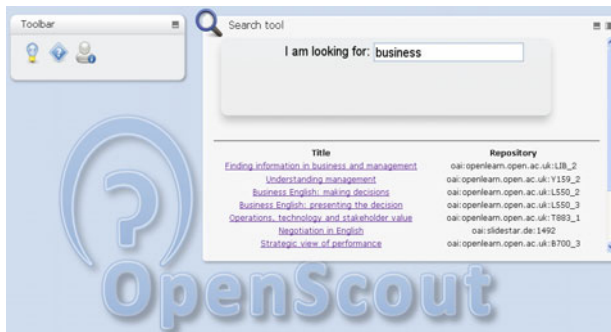 Toolbar
Search tool
I am looking for: business
Title Repository
Finding information in business and management oai:openlearn.open.ac.uk:LIB_2
Understanding management oai:openlearn.open.ac.uk:Y159_2
Business English: making decisions oai:openlearn.open.ac.uk:L550_2
Business English: presenting the decision oai:openlearn.open.ac.uk:L550_3
Operations, technology and stakeholder value oai:openlearn.open.ac.uk:T883_1
Negotiation in English oai:slidestar.de:1492
Strategic view of performance oai:openlearn.open.ac.uk:B700_3
OpenScout